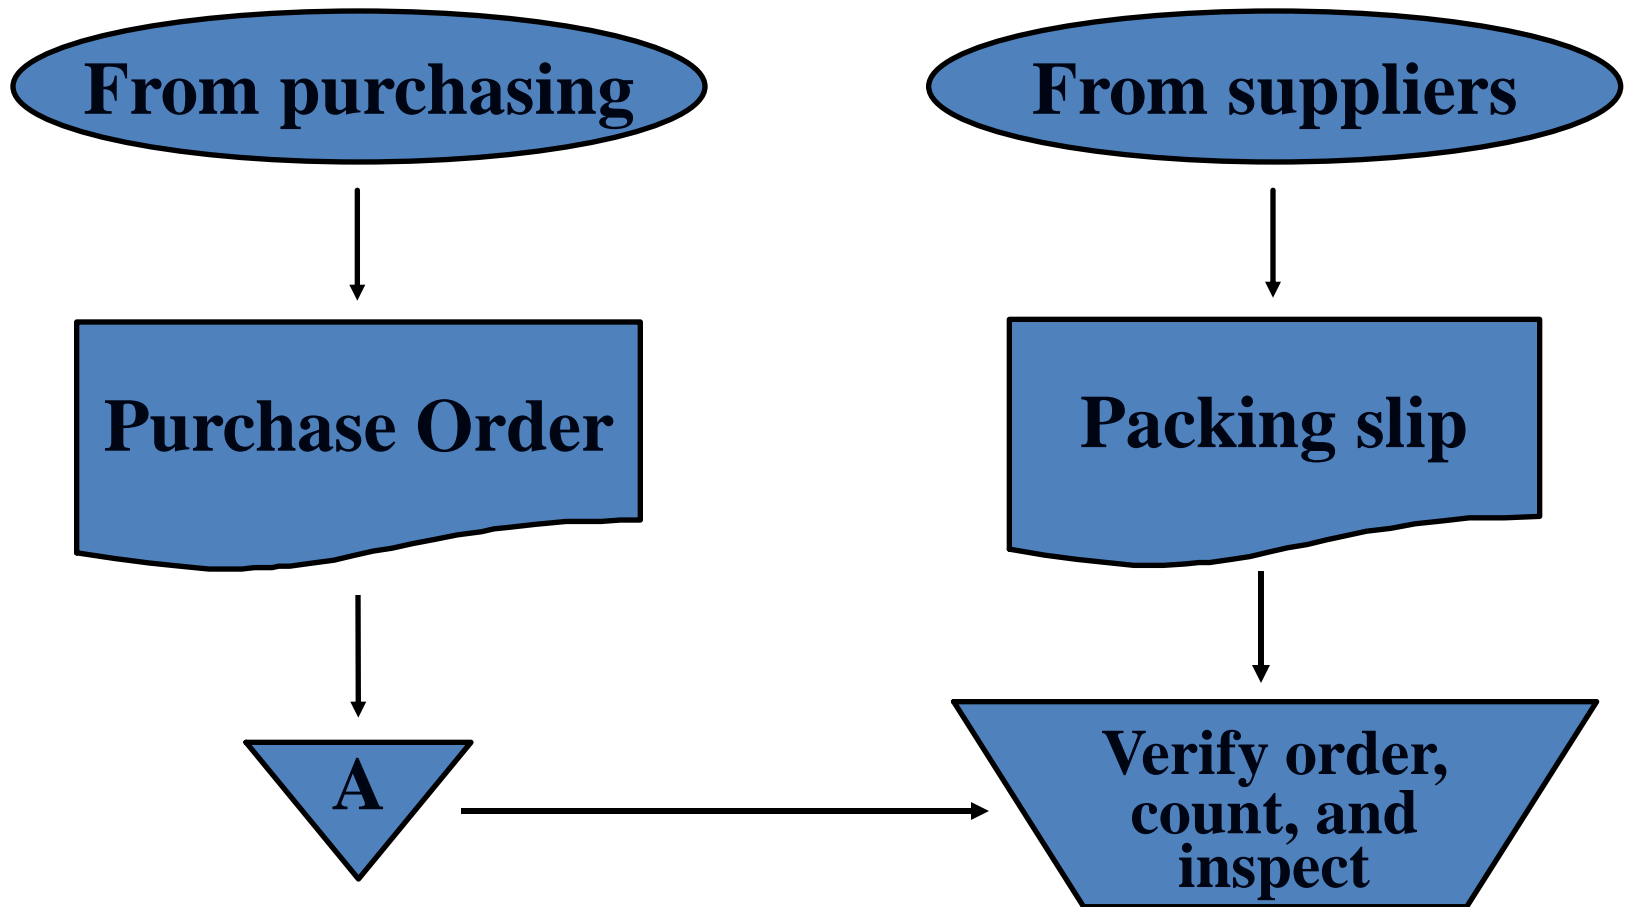 From purchasing
From suppliers
Purchase Order
Packing slip
A
Verify order,
count, and
inspect